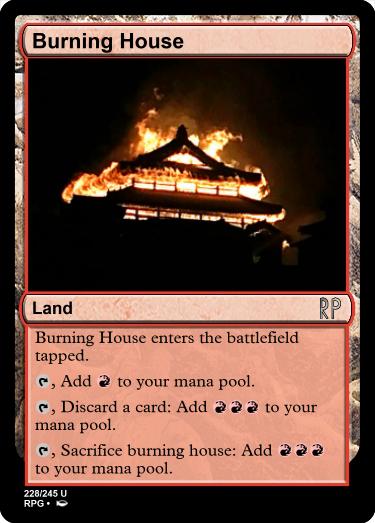 Burning House
Land RP
Burning House enters the battlefield
tapped.
, Add to your mana pool.
, Discard a card: Add to your
mana pool.
, Sacrifice burning house: Add
to your mana pool.
228/245 U
RPG •